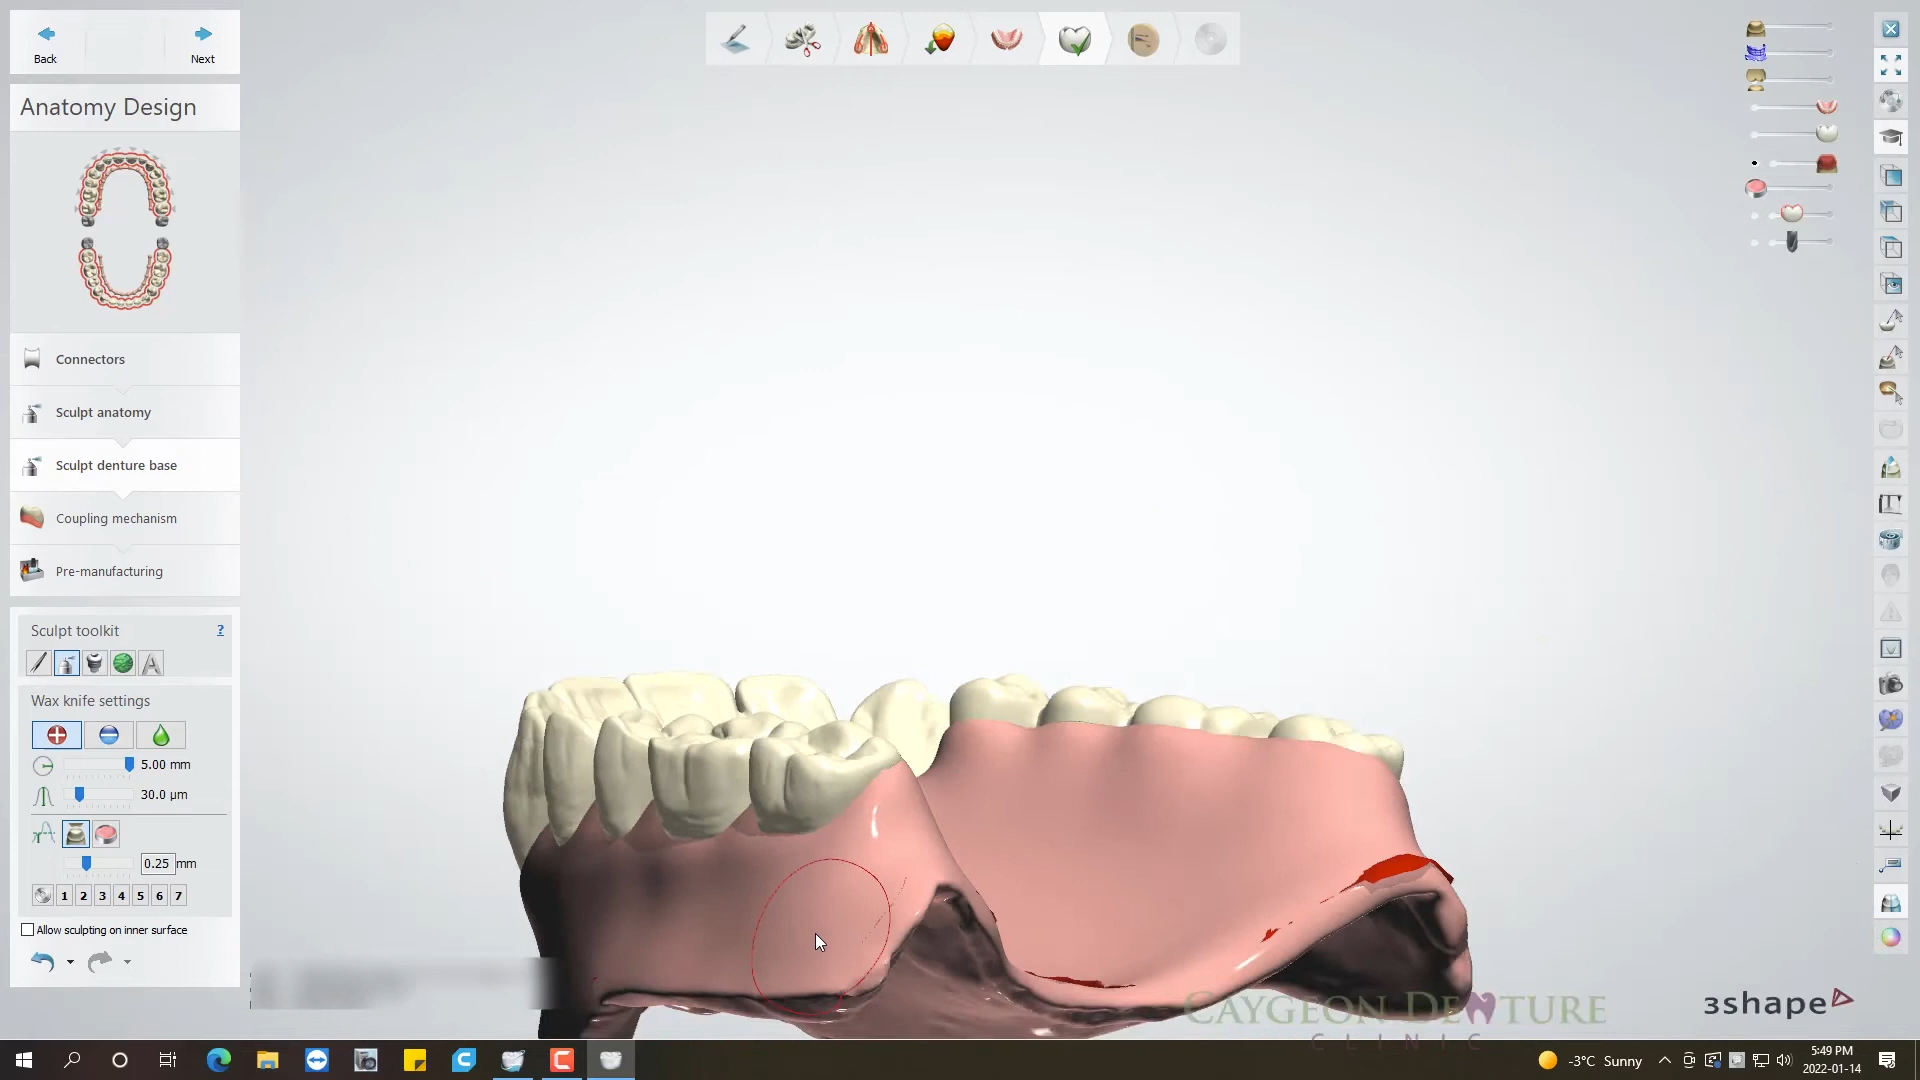 Back
Next
Anatomy Design
Connectors
Sculpt anatomy
Sculpt denture base
Coupling mechanism
Pre-manufacturing
Sculpt toolkit ?
A
Wax knife settings
5.00 mm
30.0 µm
0.25 mm
1 2 3 4 5 6 7
Allow sculpting on inner surface
CAYGEON DENTURE
CLINIC
3shape
-3°C Sunny
5:49 PM
2022-01-14